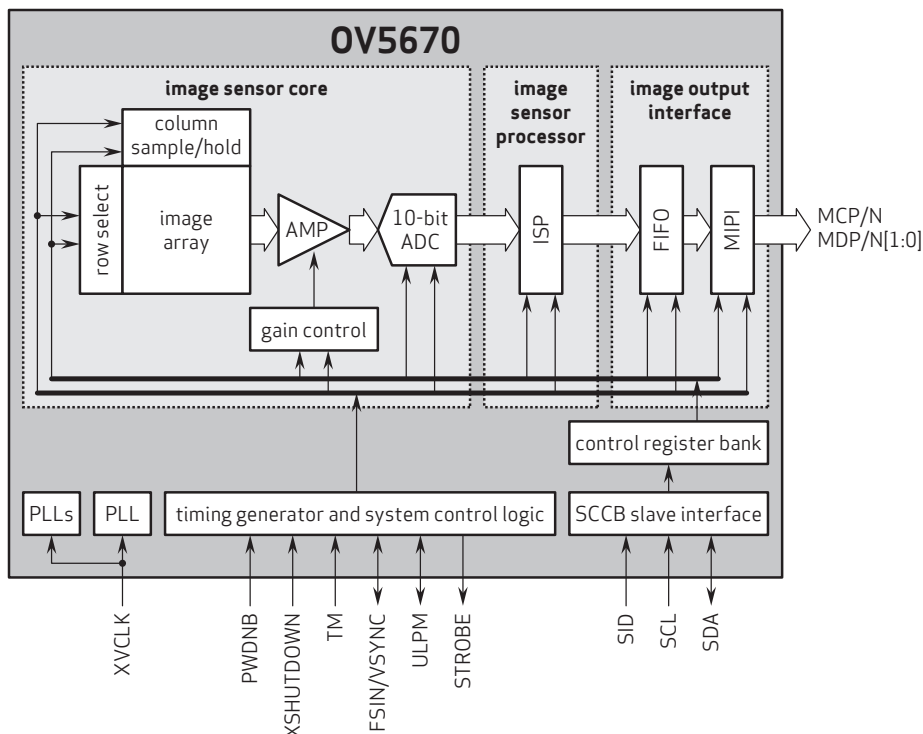 OV5670
image sensor core
image
sensor
processor
image output
interface
column
sample/hold
row select
image
array
AMP
10-bit
ADC
ISP
FIFO
MIPI
MCP/N
MDP/N[1:0]
gain control
control register bank
PLLs
PLL
timing generator and system control logic
SCCB slave interface
XVCLK
PWDNB
XSHUTDOWN
TM
FSIN/VSYNC
ULPM
STROBE
SID
SCL
SDA